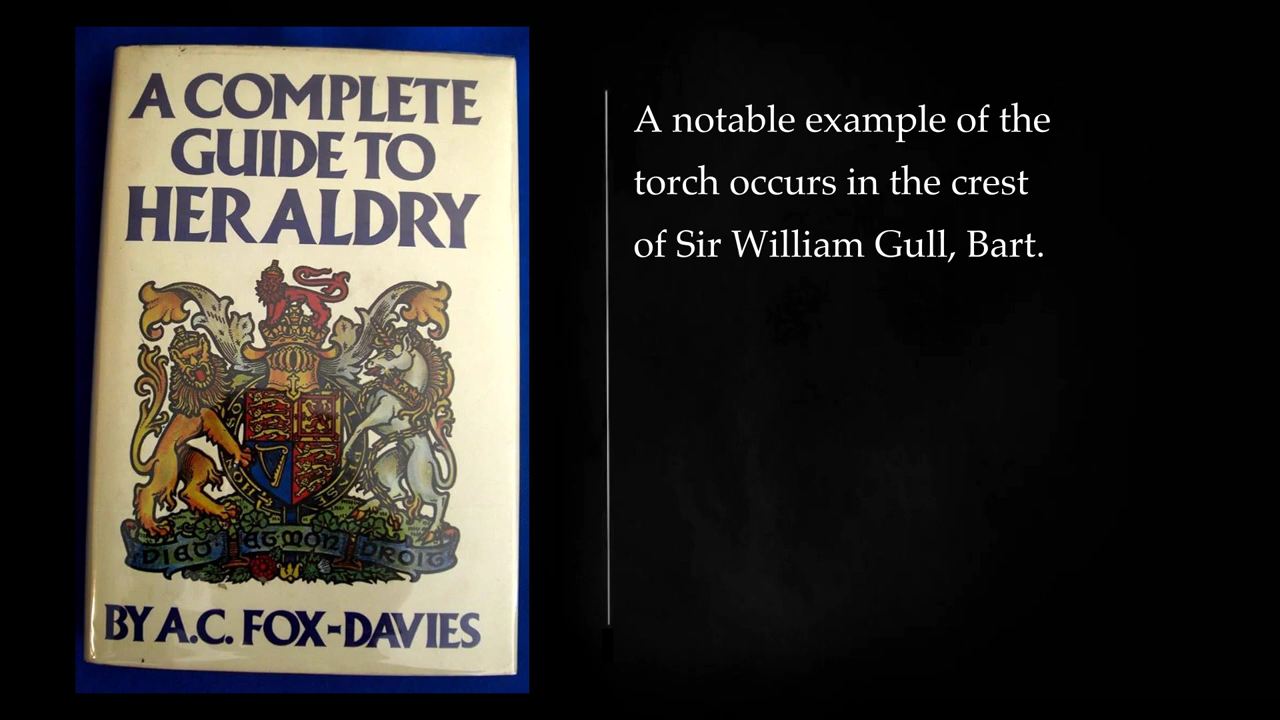 A COMPLETE
GUIDE TO
HERALDRY
DIEU ET MON DROIT
BY A.C. FOX-DAVIES
A notable example of the
torch occurs in the crest
of Sir William Gull, Bart.